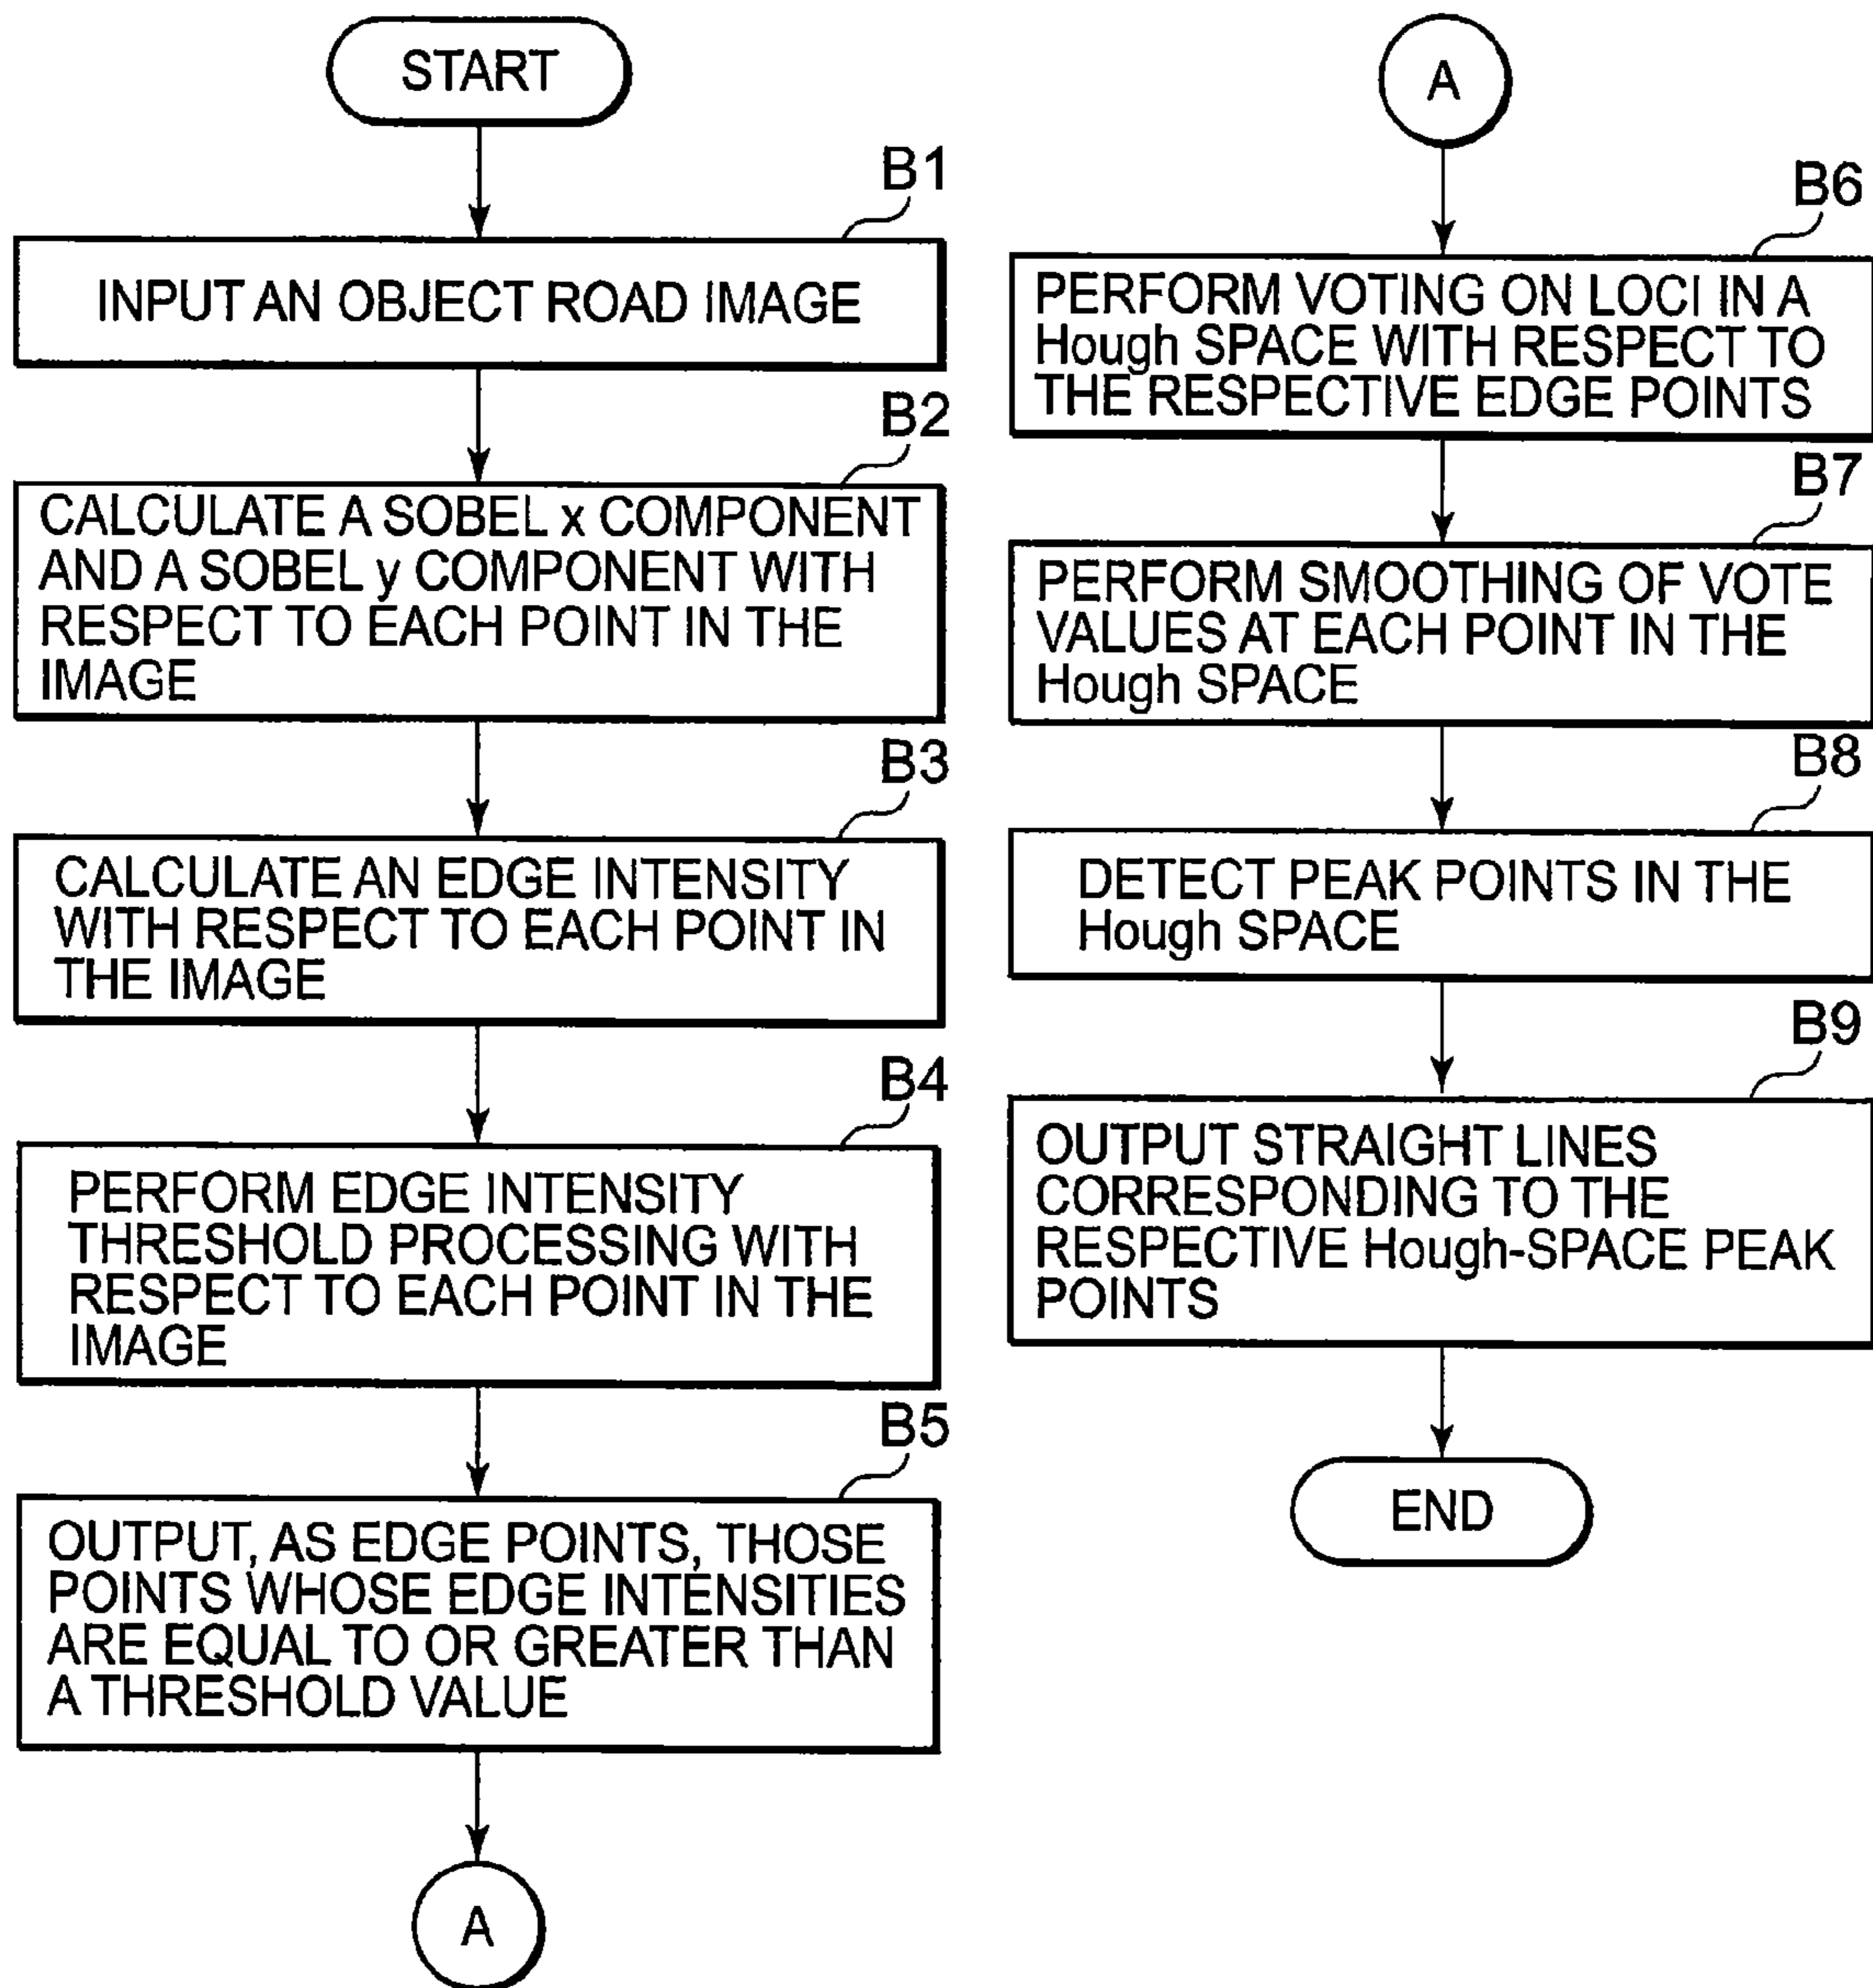 START
B1
INPUT AN OBJECT ROAD IMAGE
B2
CALCULATE A SOBEL x COMPONENT
AND A SOBEL y COMPONENT WITH
RESPECT TO EACH POINT IN THE
IMAGE
B3
CALCULATE AN EDGE INTENSITY
WITH RESPECT TO EACH POINT IN
THE IMAGE
B4
PERFORM EDGE INTENSITY
THRESHOLD PROCESSING WITH
RESPECT TO EACH POINT IN THE
IMAGE
B5
OUTPUT, AS EDGE POINTS, THOSE
POINTS WHOSE EDGE INTENSITIES
ARE EQUAL TO OR GREATER THAN
A THRESHOLD VALUE
A
A
B6
PERFORM VOTING ON LOCI IN A
Hough SPACE WITH RESPECT TO
THE RESPECTIVE EDGE POINTS
B7
PERFORM SMOOTHING OF VOTE
VALUES AT EACH POINT IN THE
Hough SPACE
B8
DETECT PEAK POINTS IN THE
Hough SPACE
B9
OUTPUT STRAIGHT LINES
CORRESPONDING TO THE
RESPECTIVE Hough-SPACE PEAK
POINTS
END